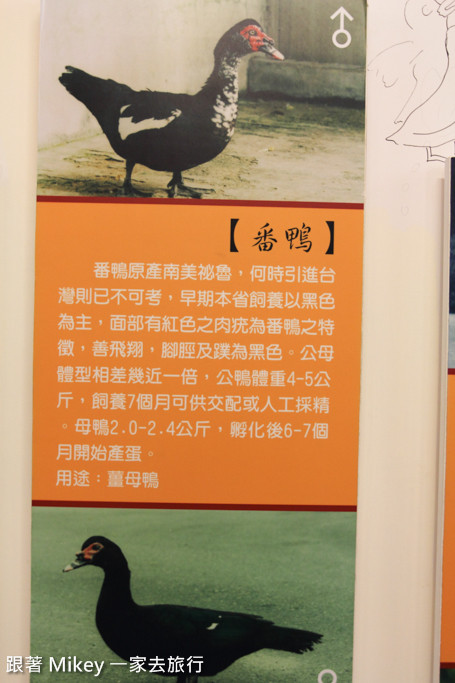 【番鴨】
番鴨原產南美祕魯，何時引進台
灣則已不可考，早期本省飼養以黑色
為主，面部有紅色之肉疣為番鴨之特
徵，善飛翔，腳脛及蹼為黑色。公母
體型相差幾近一倍，公鴨體重4-5公
斤，飼養7個月可供交配或人工採精
。母鴨2.0-2.4公斤，孵化後6-7個
月開始產蛋。
用途：薑母鴨
跟著 Mikey 一家去旅行